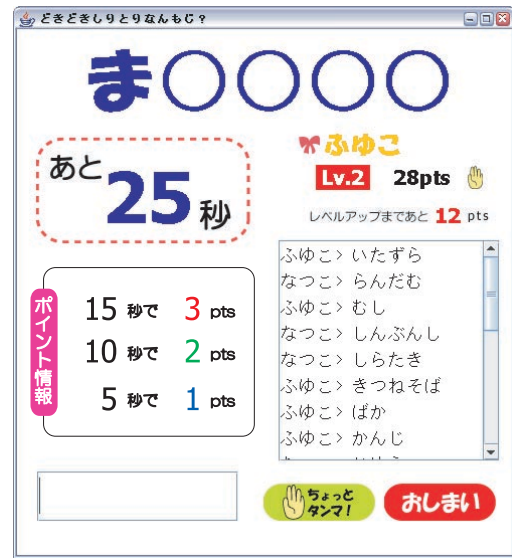 どきどきしりとりなんもじ？
ま○○○○
あと
25秒
ふゆこ
Lv.2 28pts
レベルアップまであと 12 pts
ポイント情報
15 秒で 3 pts
10 秒で 2 pts
5 秒で 1 pts
ふゆこ> いたずら
なつこ> らんだむ
ふゆこ> むし
なつこ> しんぶんし
なつこ> しらたき
ふゆこ> きつねそば
ふゆこ> ばか
ふゆこ> かんじ
ちょっと
タンマ!
おしまい